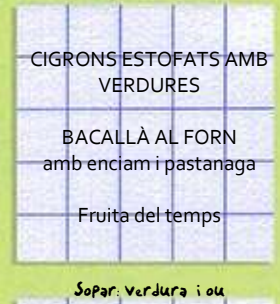 CIGRONS ESTOFATS AMB
VERDURES
BACALLÀ AL FORN
amb enciam i pastanaga
Fruita del temps
Sopar: verdura i ou